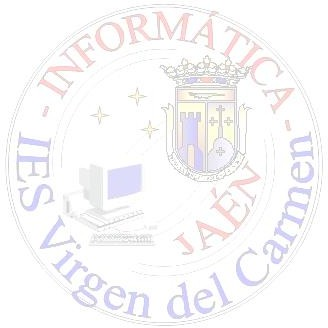 - INFORMÁTICA -
IES Virgen del Carmen
JAÉN